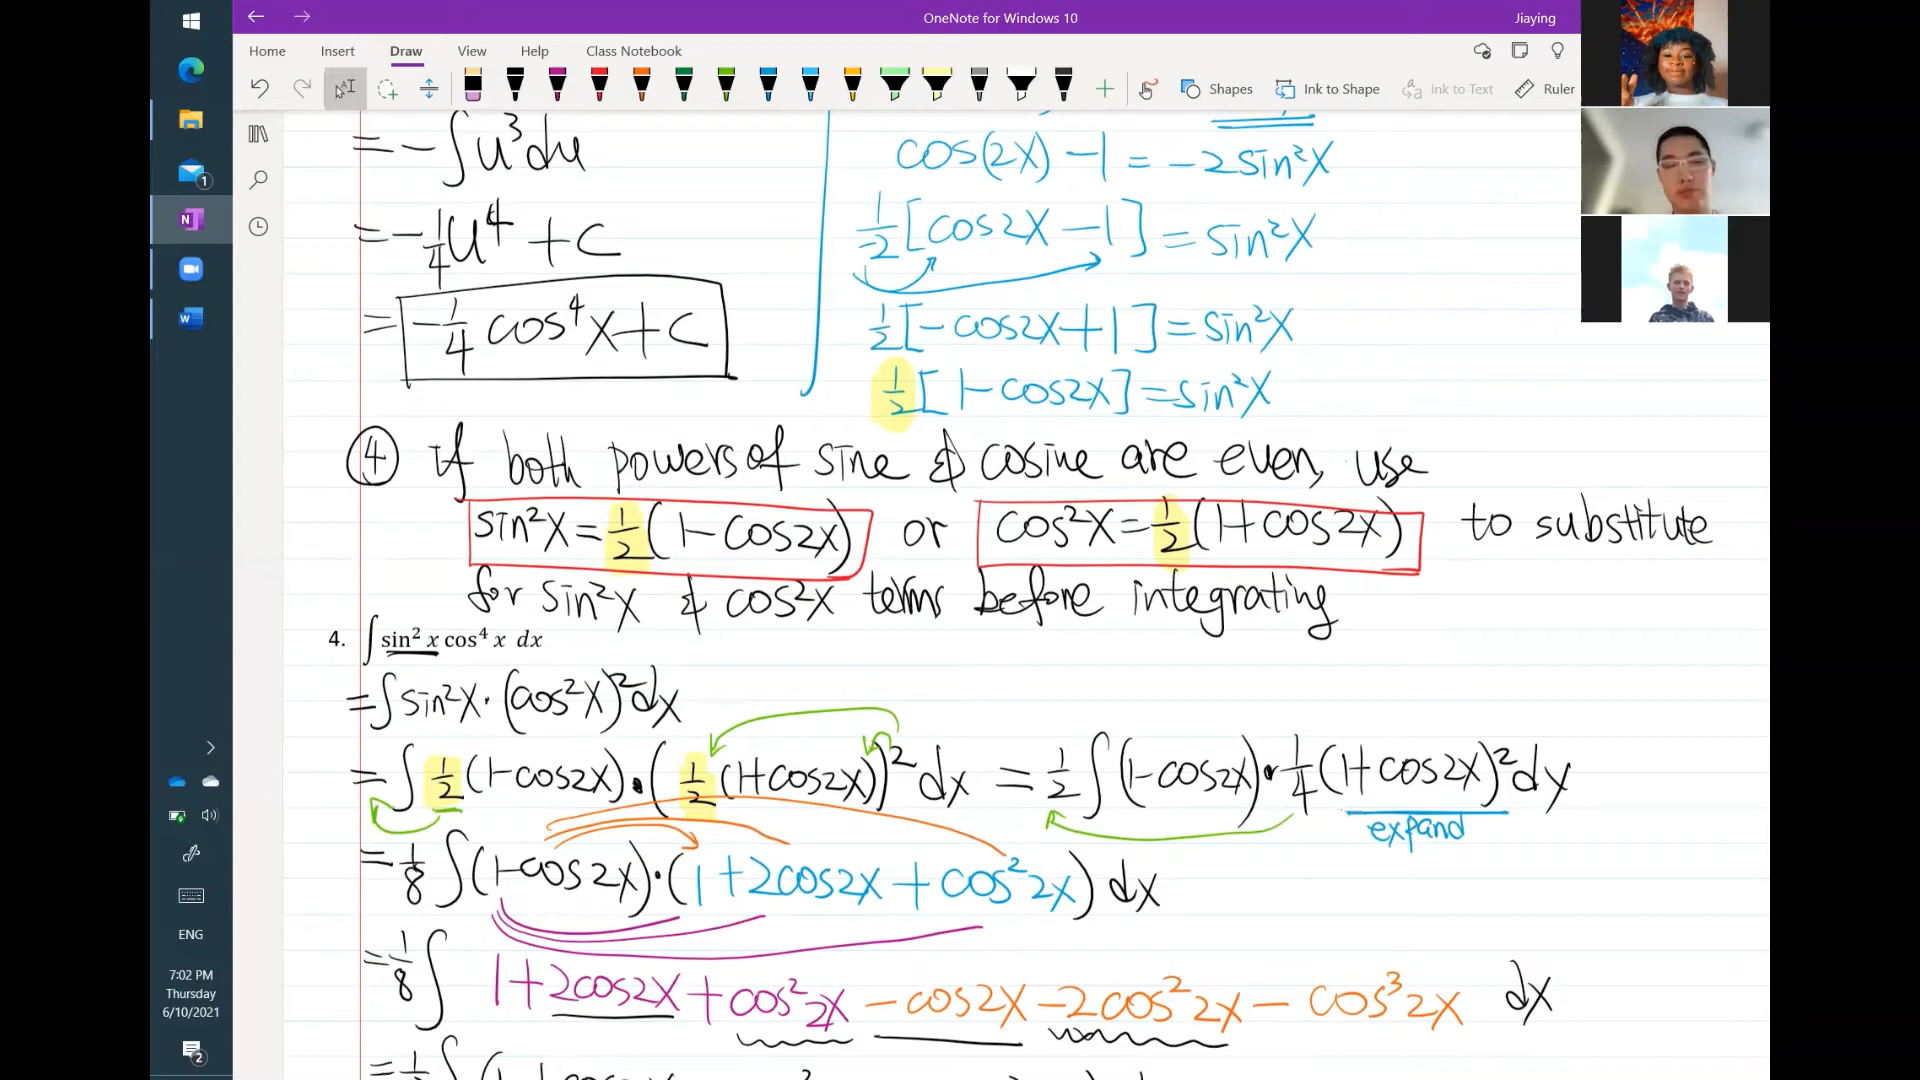 OneNote for Windows 10
Jiaying
Home Insert Draw View Help Class Notebook
Shapes Ink to Shape Ink to Text Ruler
= -∫u³du
= -1/4 u⁴ + C
= -1/4 cos⁴x + C
cos(2x) - 1 = -2sin²x
1/-2 [cos2x - 1] = sin²x
1/2 [-cos2x + 1] = sin²x
1/2 [1 - cos2x] = sin²x
④ if both powers of sine & cosine are even, use
sin²x = 1/2 (1 - cos2x) or cos²x = 1/2 (1 + cos2x) to substitute
for sin²x & cos²x terms before integrating
4. ∫ sin² x cos⁴ x dx
= ∫sin²x · (cos²x)² dx
= ∫ 1/2 (1 - cos2x) · (1/2 (1 + cos2x))² dx = 1/2 ∫ (1 - cos2x) · 1/4 (1 + cos2x)² dx
expand
= 1/8 ∫ (1 - cos2x) · (1 + 2cos2x + cos²2x) dx
= 1/8 ∫ 1 + 2cos2x + cos²2x - cos2x - 2cos²2x - cos³2x dx
1
ENG
7:02 PM
Thursday
6/10/2021
2